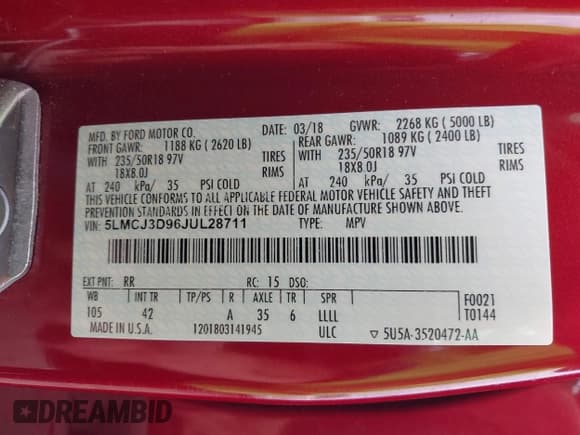 MFD. BY FORD MOTOR CO.
DATE: 03/18 GVWR: 2268 KG ( 5000 LB)
FRONT GAWR: 1188 KG ( 2620 LB) REAR GAWR: 1089 KG ( 2400 LB)
WITH 235/50R18 97V TIRES WITH 235/50R18 97V TIRES
18X8.0J RIMS 18X8.0J RIMS
AT 240 kPa/ 35 PSI COLD AT 240 kPa/ 35 PSI COLD
THIS VEHICLE CONFORMS TO ALL APPLICABLE FEDERAL MOTOR VEHICLE SAFETY AND THEFT
PREVENTION STANDARDS IN EFFECT ON THE DATE OF MANUFACTURE SHOWN ABOVE.
VIN: 5LMCJ3D96JUL28711 TYPE: MPV
EXT PNT: RR RC: 15 DSO:
WB INT TR TP/PS R AXLE TR SPR F0021
105 42 A 35 6 LLLL T0144
MADE IN U.S.A. 1201803141945 ULC ▽ 5U5A-3520472-AA
DREAMBID